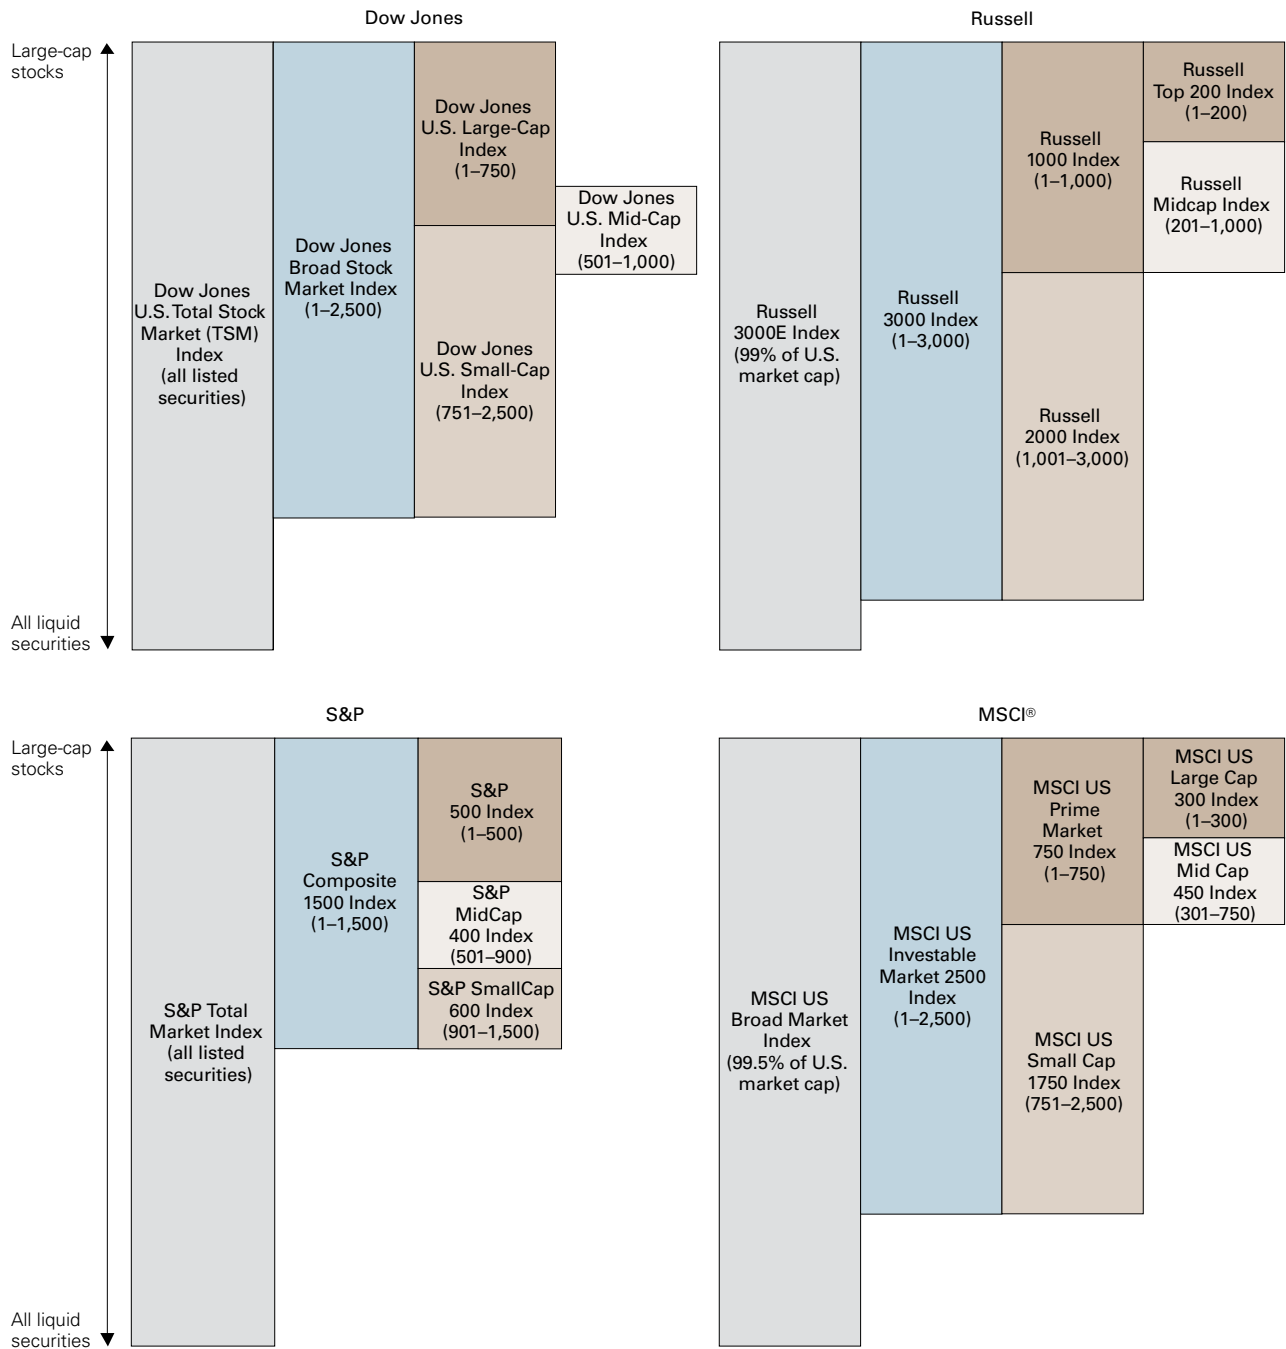 Dow Jones
Large-cap
stocks
Dow Jones
U.S. Total Stock
Market (TSM)
Index
(all listed
securities)
Dow Jones
Broad Stock
Market Index
(1–2,500)
Dow Jones
U.S. Large-Cap
Index
(1–750)
Dow Jones
U.S. Mid-Cap
Index
(501–1,000)
Dow Jones
U.S. Small-Cap
Index
(751–2,500)
All liquid
securities
Russell
Russell
3000E Index
(99% of U.S.
market cap)
Russell
3000 Index
(1–3,000)
Russell
1000 Index
(1–1,000)
Russell
Top 200 Index
(1–200)
Russell
Midcap Index
(201–1,000)
Russell
2000 Index
(1,001–3,000)
S&P
Large-cap
stocks
S&P Total
Market Index
(all listed
securities)
S&P
Composite
1500 Index
(1–1,500)
S&P
500 Index
(1–500)
S&P
MidCap
400 Index
(501–900)
S&P SmallCap
600 Index
(901–1,500)
All liquid
securities
MSCI®
MSCI US
Broad Market
Index
(99.5% of U.S.
market cap)
MSCI US
Investable
Market 2500
Index
(1–2,500)
MSCI US
Prime
Market
750 Index
(1–750)
MSCI US
Large Cap
300 Index
(1–300)
MSCI US
Mid Cap
450 Index
(301–750)
MSCI US
Small Cap
1750 Index
(751–2,500)